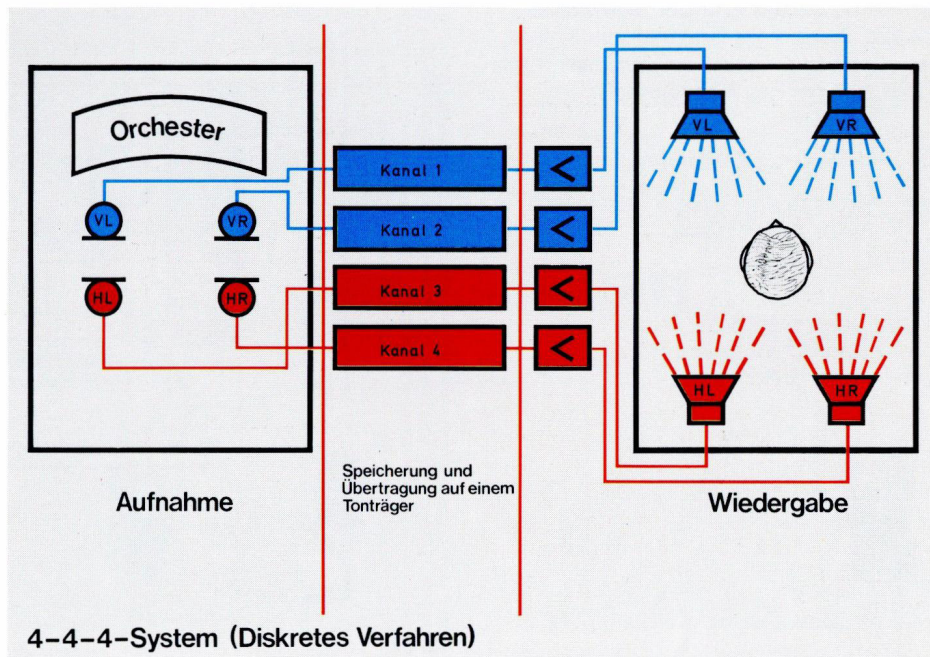 Orchester
VL
VR
HL
HR
Kanal 1
Kanal 2
Kanal 3
Kanal 4
VL
VR
HL
HR
Aufnahme
Speicherung und
Übertragung auf einem
Tonträger
Wiedergabe
4-4-4-System (Diskretes Verfahren)